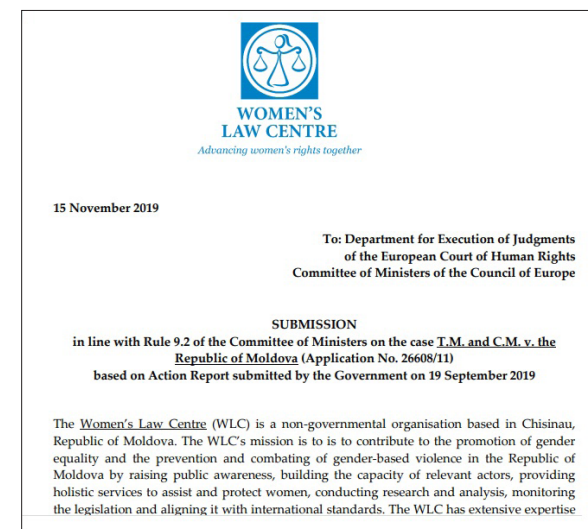 WOMEN'S
LAW CENTRE
Advancing women's rights together
15 November 2019
To: Department for Execution of Judgments
of the European Court of Human Rights
Committee of Ministers of the Council of Europe
SUBMISSION
in line with Rule 9.2 of the Committee of Ministers on the case T.M. and C.M. v. the
Republic of Moldova (Application No. 26608/11)
based on Action Report submitted by the Government on 19 September 2019
The Women's Law Centre (WLC) is a non-governmental organisation based in Chisinau,
Republic of Moldova. The WLC's mission is to is to contribute to the promotion of gender
equality and the prevention and combating of gender-based violence in the Republic of
Moldova by raising public awareness, building the capacity of relevant actors, providing
holistic services to assist and protect women, conducting research and analysis, monitoring
the legislation and aligning it with international standards. The WLC has extensive expertise